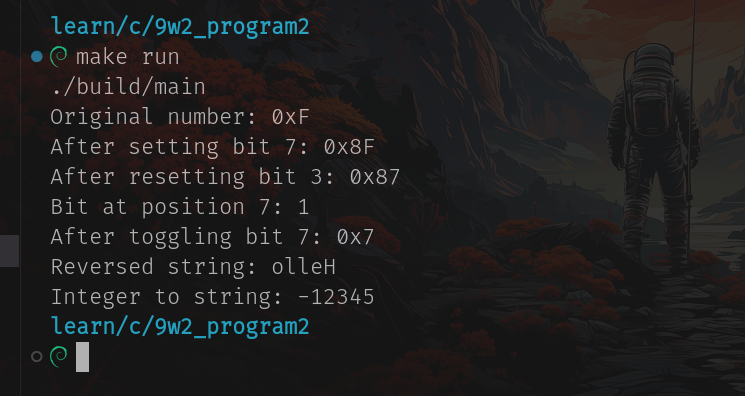 learn/c/9w2_program2
make run
./build/main
Original number: 0xF
After setting bit 7: 0x8F
After resetting bit 3: 0x87
Bit at position 7: 1
After toggling bit 7: 0x7
Reversed string: olleH
Integer to string: -12345
learn/c/9w2_program2